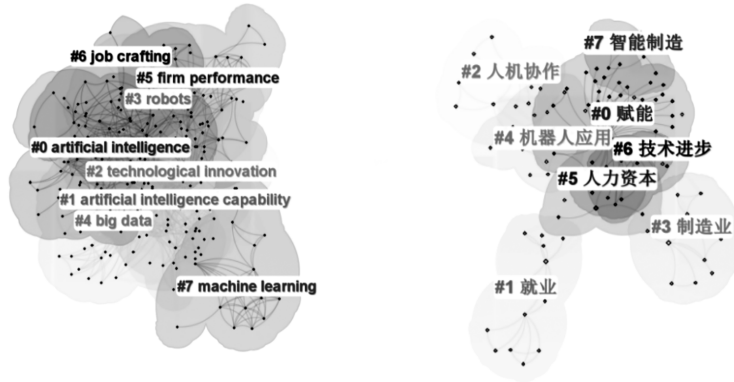 #6 job crafting
#5 firm performance
#3 robots
#0 artificial intelligence
#2 technological innovation
#1 artificial intelligence capability
#4 big data
#7 machine learning
#7 智能制造
#2 人机协作
#0 赋能
#4 机器人应用
#6 技术进步
#5 人力资本
#3 制造业
#1 就业